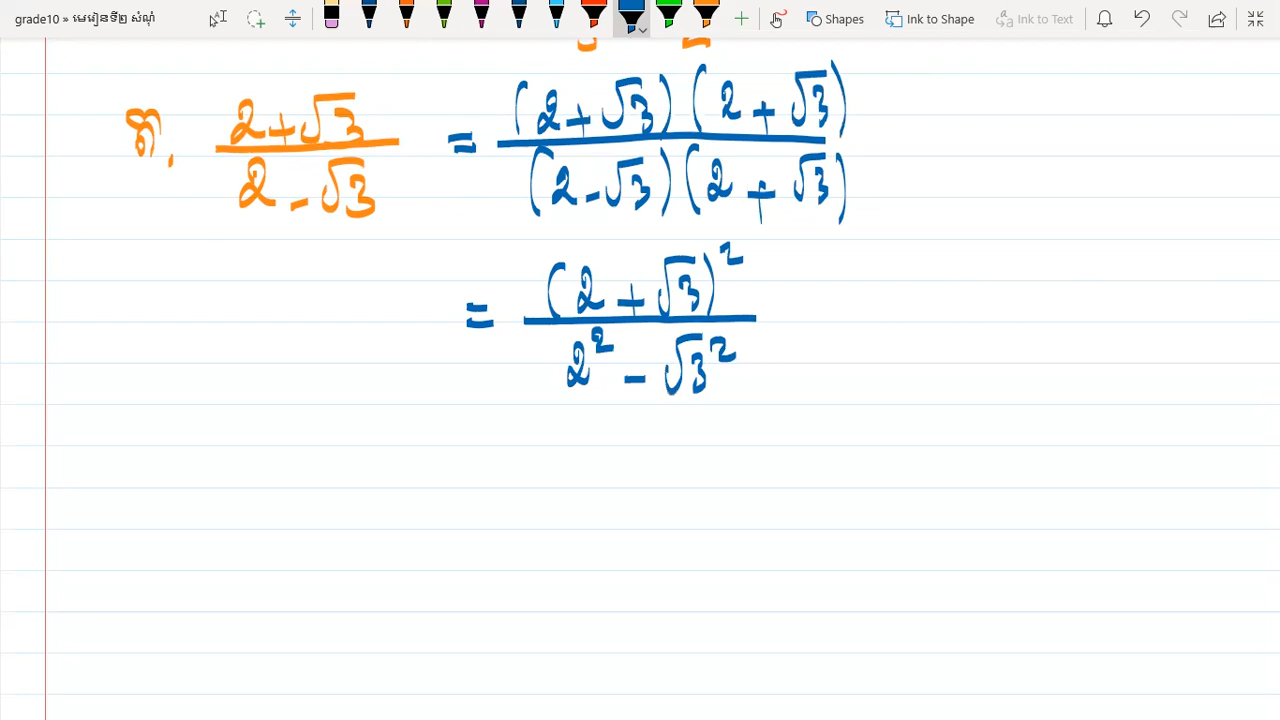 grade10 » មេរៀនទី២ សំណុំ
Shapes
Ink to Shape
Ink to Text
គ. (2+√3)/(2-√3) = ((2+√3)(2+√3))/((2-√3)(2+√3))
= (2+√3)²/(2²-√3²)